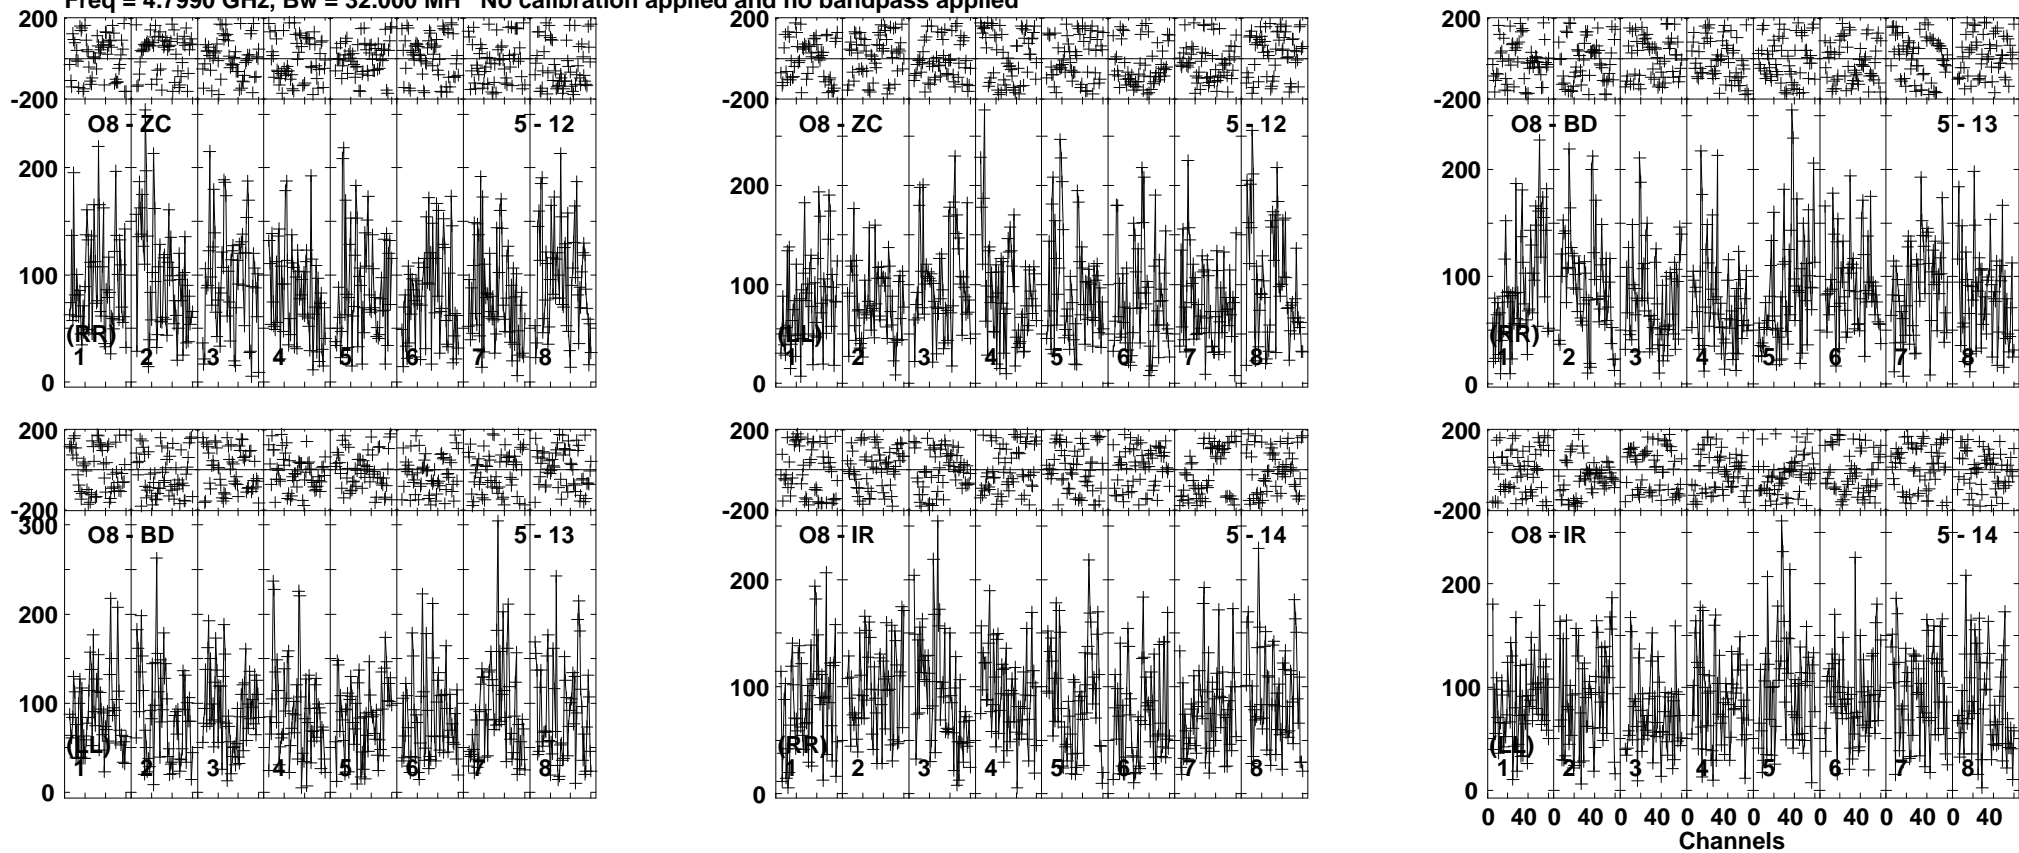 Freq = 4.7990 GHz, Bw = 32.000 MH No calibration applied and no bandpass applied
200 200 200
-200 -200 -200
O8 - ZC 5 - 12 O8 - ZC 5 - 12 O8 - BD 5 - 13
200 200 200
100 100 100
(RR) (LL) (RR)
1 2 3 4 5 6 7 8 1 2 3 4 5 6 7 8 1 2 3 4 5 6 7 8
0 0 0
200 200 200
-200 -200 -200
300
O8 - BD 5 - 13 O8 - IR 5 - 14 O8 - IR 5 - 14
200 200 200
100 100 100
(LL) (RR) (LL)
1 2 3 4 5 6 7 8 1 2 3 4 5 6 7 8 1 2 3 4 5 6 7 8
0 0 0
0 40 0 40 0 40 0 40 0 40 0 40 0 40 0 40
Channels